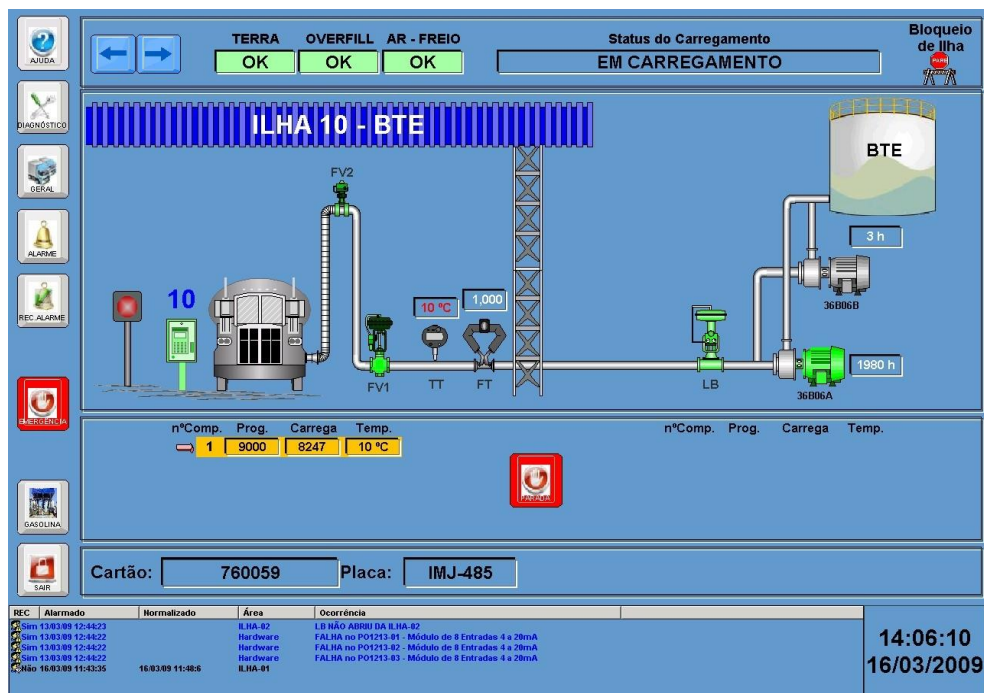 AJUDA
TERRA OVERFILL AR - FREIO
OK OK OK
Status do Carregamento
EM CARREGAMENTO
Bloqueio de Ilha
PARE
DIAGNÓSTICO
GERAL
ALARME
REC.ALARME
EMERGÊNCIA
GASOLINA
SAIR
ILHA 10 - BTE
BTE
FV2
3 h
36B06B
10
10 ºC
1,000
FV1
TT
FT
LB
1980 h
36B06A
nºComp. Prog. Carrega Temp.
1 9000 8247 10 ºC
nºComp. Prog. Carrega Temp.
PARADA
Cartão: 760059 Placa: IMJ-485
REC Alarmado Normalizado Área Ocorrência
Sim 13/03/09 12:44:23 ILHA-02 LB NÃO ABRIU DA ILHA-02
Sim 13/03/09 12:44:22 Hardware FALHA no PO1213-01 - Módulo de 8 Entradas 4 a 20mA
Sim 13/03/09 12:44:22 Hardware FALHA no PO1213-02 - Módulo de 8 Entradas 4 a 20mA
Sim 13/03/09 12:44:22 Hardware FALHA no PO1213-03 - Módulo de 8 Entradas 4 a 20mA
Não 16/03/09 11:43:35 16/03/09 11:48:6 ILHA-01
14:06:10
16/03/2009